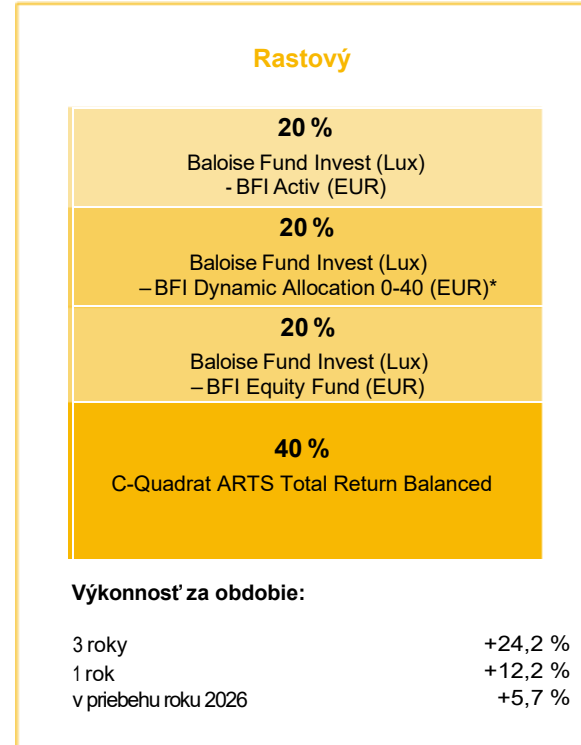 Rastový
20 %
Baloise Fund Invest (Lux)
- BFI Activ (EUR)
20 %
Baloise Fund Invest (Lux)
– BFI Dynamic Allocation 0-40 (EUR)*
20 %
Baloise Fund Invest (Lux)
– BFI Equity Fund (EUR)
40 %
C-Quadrat ARTS Total Return Balanced
Výkonnosť za obdobie:
3 roky +24,2 %
1 rok +12,2 %
v priebehu roku 2026 +5,7 %